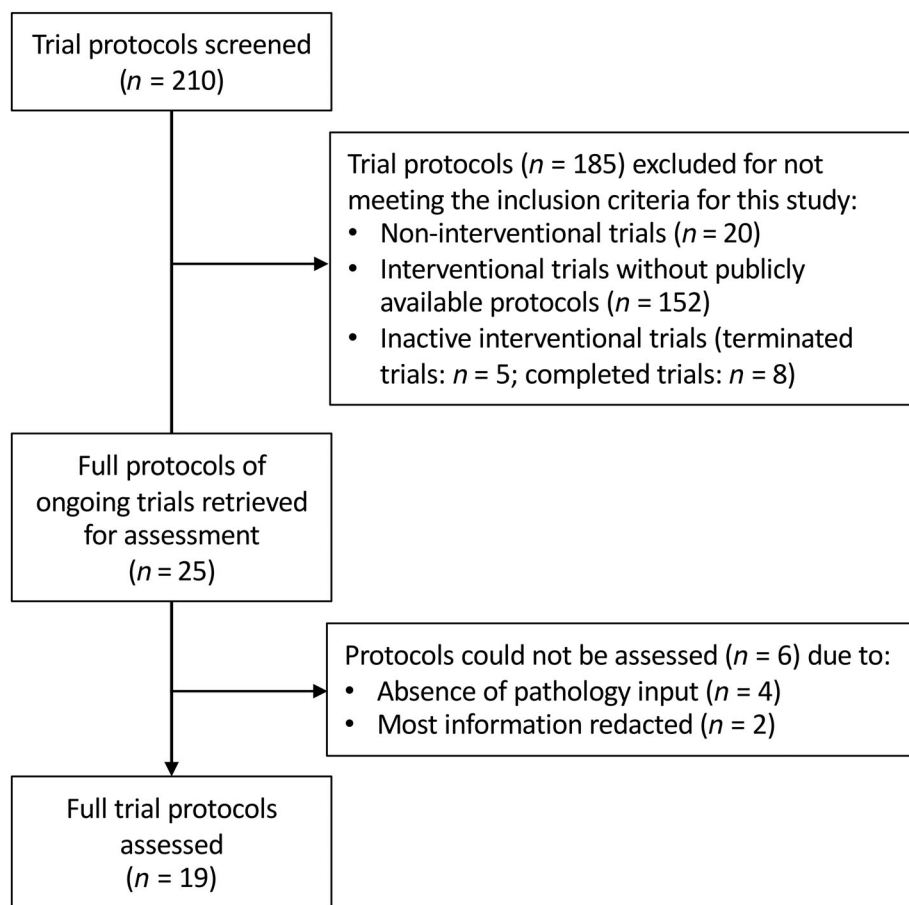 Trial protocols screened
(n = 210)
Trial protocols (n = 185) excluded for not
meeting the inclusion criteria for this study:
• Non-interventional trials (n = 20)
• Interventional trials without publicly
available protocols (n = 152)
• Inactive interventional trials (terminated
trials: n = 5; completed trials: n = 8)
Full protocols of
ongoing trials retrieved
for assessment
(n = 25)
Protocols could not be assessed (n = 6) due to:
• Absence of pathology input (n = 4)
• Most information redacted (n = 2)
Full trial protocols
assessed
(n = 19)